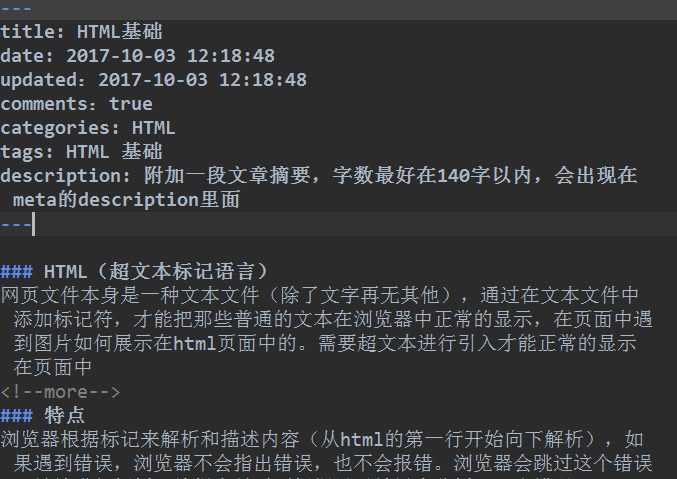 ---
title: HTML基础
date: 2017-10-03 12:18:48
updated：2017-10-03 12:18:48
comments：true
categories: HTML
tags: HTML 基础
description: 附加一段文章摘要，字数最好在140字以内，会出现在
meta的description里面
---
### HTML（超文本标记语言）
网页文件本身是一种文本文件（除了文字再无其他），通过在文本文件中
添加标记符，才能把那些普通的文本在浏览器中正常的显示，在页面中遇
到图片如何展示在html页面中的。需要超文本进行引入才能正常的显示
在页面中
<!--more-->
### 特点
浏览器根据标记来解析和描述内容（从html的第一行开始向下解析），如
果遇到错误，浏览器不会指出错误，也不会报错。浏览器会跳过这个错误